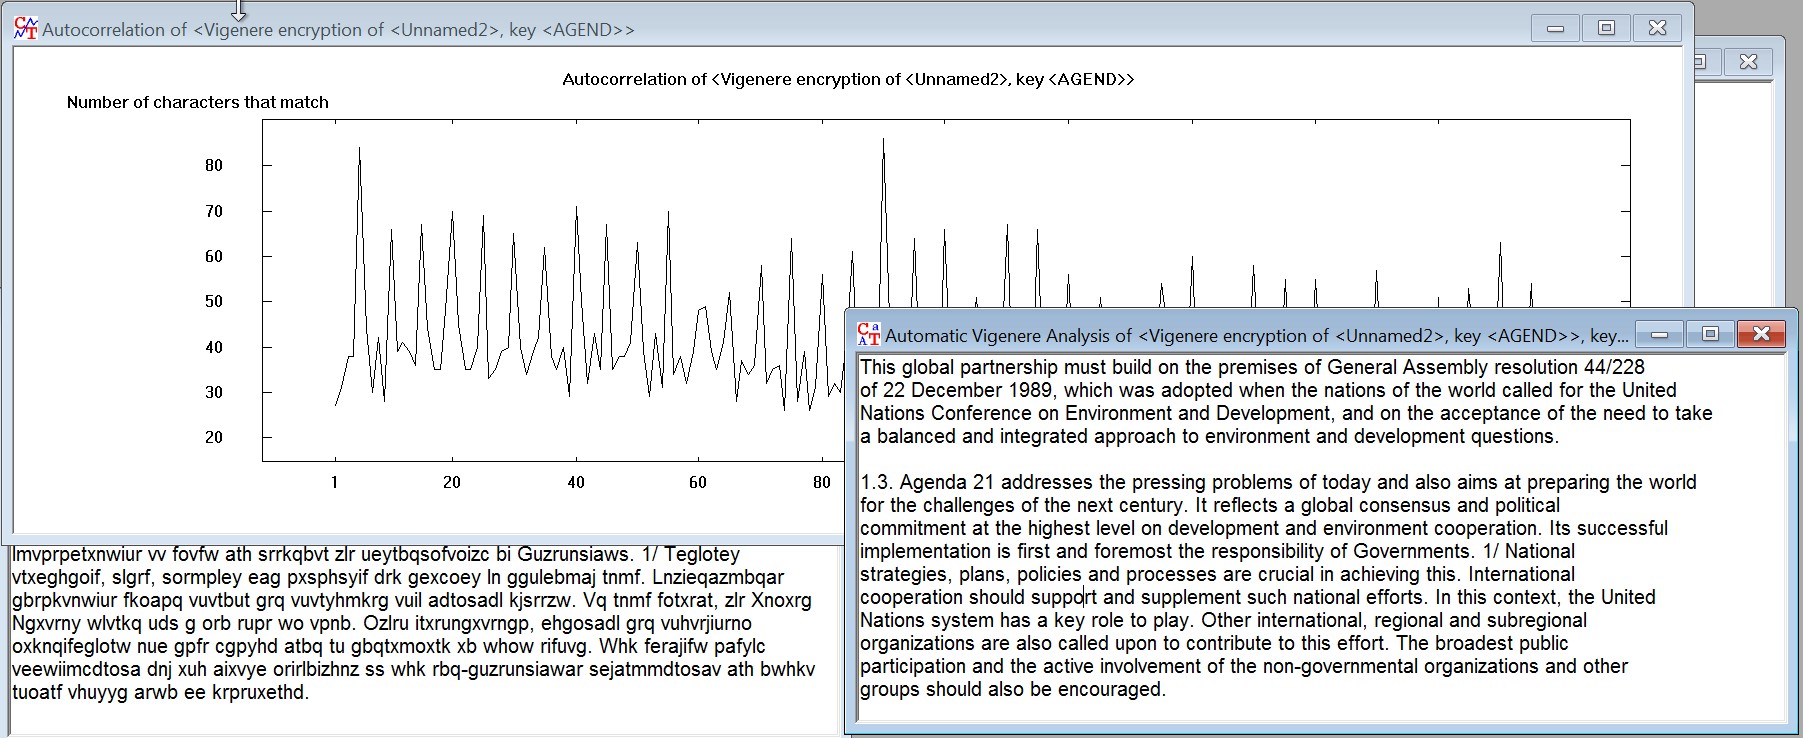 Autocorrelation of <Vigenere encryption of <Unnamed2>, key <AGEND>>
Autocorrelation of <Vigenere encryption of <Unnamed2>, key <AGEND>>
Number of characters that match
80
70
60
50
40
30
20
1 20 40 60 80
lmvprpetxnwiur vv fovfw ath srrkqbvt zlr ueytbqsofvoizc bi Guzrunsiaws. 1/ Teglotey
vtxeghgoif, slgrf, sormpley eag pxsphsyif drk gexcoey ln ggulebmaj tnmf. Lnzieqazmbqar
gbrpkvnwiur fkoapq vuvtbut grq vuvtyhmkrg vuil adtosadl kjsrrzw. Vq tnmf fotxrat, zlr Xnoxrg
Ngxvrny wlvtkq uds g orb rupr wo vpnb. Ozlru itxrungxvrngp, ehgosadl grq vuhvrjiurno
oxknqifeglotw nue gpfr cgpyhd atbq tu gbqtxmoxtk xb whow rifuvg. Whk ferajifw pafylc
veewiimcdtosa dnj xuh aixvye orirlbizhnz ss whk rbq-guzrunsiawar sejatmmdtosav ath bwhkv
tuoatf vhuyyg arwb ee krpruxethd.
Automatic Vigenere Analysis of <Vigenere encryption of <Unnamed2>, key <AGEND>>, key...
This global partnership must build on the premises of General Assembly resolution 44/228
of 22 December 1989, which was adopted when the nations of the world called for the United
Nations Conference on Environment and Development, and on the acceptance of the need to take
a balanced and integrated approach to environment and development questions.
1.3. Agenda 21 addresses the pressing problems of today and also aims at preparing the world
for the challenges of the next century. It reflects a global consensus and political
commitment at the highest level on development and environment cooperation. Its successful
implementation is first and foremost the responsibility of Governments. 1/ National
strategies, plans, policies and processes are crucial in achieving this. International
cooperation should support and supplement such national efforts. In this context, the United
Nations system has a key role to play. Other international, regional and subregional
organizations are also called upon to contribute to this effort. The broadest public
participation and the active involvement of the non-governmental organizations and other
groups should also be encouraged.